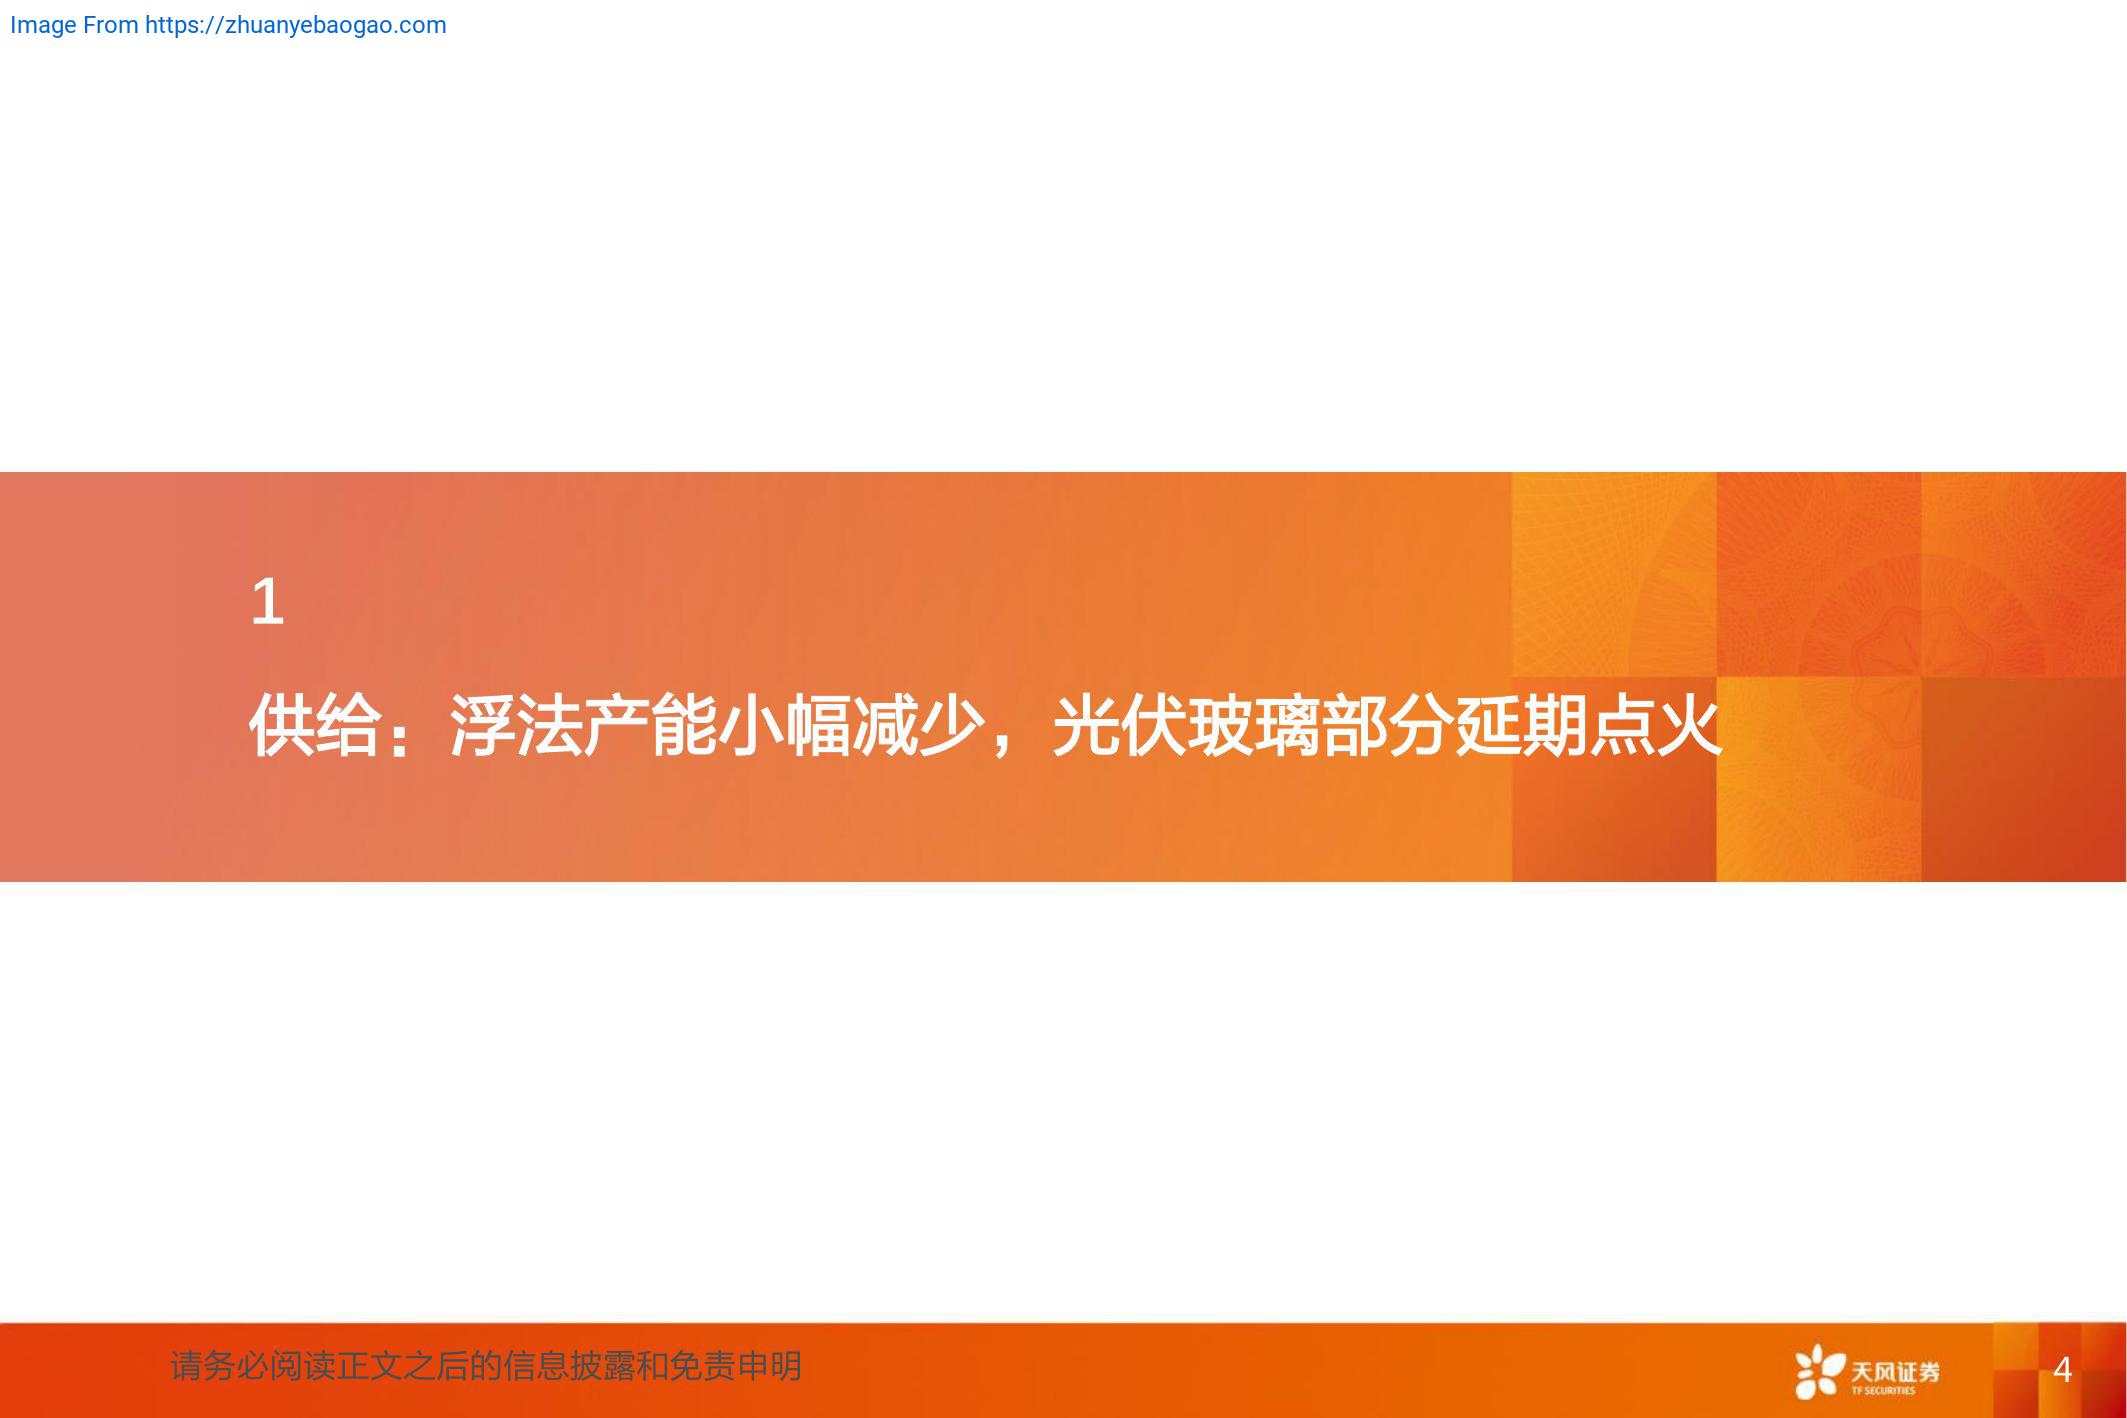 Image From https://zhuanyebaogao.com
1
供给：浮法产能小幅减少，光伏玻璃部分延期点火
请务必阅读正文之后的信息披露和免责申明
天风证券
TF SECURITIES
4